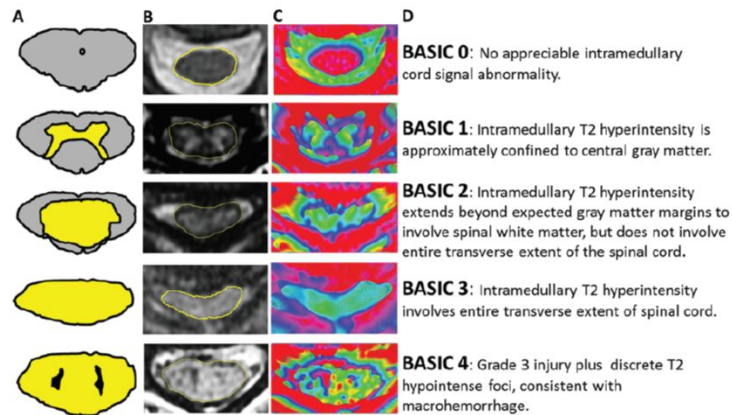 A B C D
BASIC 0: No appreciable intramedullary
cord signal abnormality.
BASIC 1: Intramedullary T2 hyperintensity is
approximately confined to central gray matter.
BASIC 2: Intramedullary T2 hyperintensity
extends beyond expected gray matter margins to
involve spinal white matter, but does not involve
entire transverse extent of the spinal cord.
BASIC 3: Intramedullary T2 hyperintensity
involves entire transverse extent of spinal cord.
BASIC 4: Grade 3 injury plus discrete T2
hypointense foci, consistent with
macrohemorrhage.